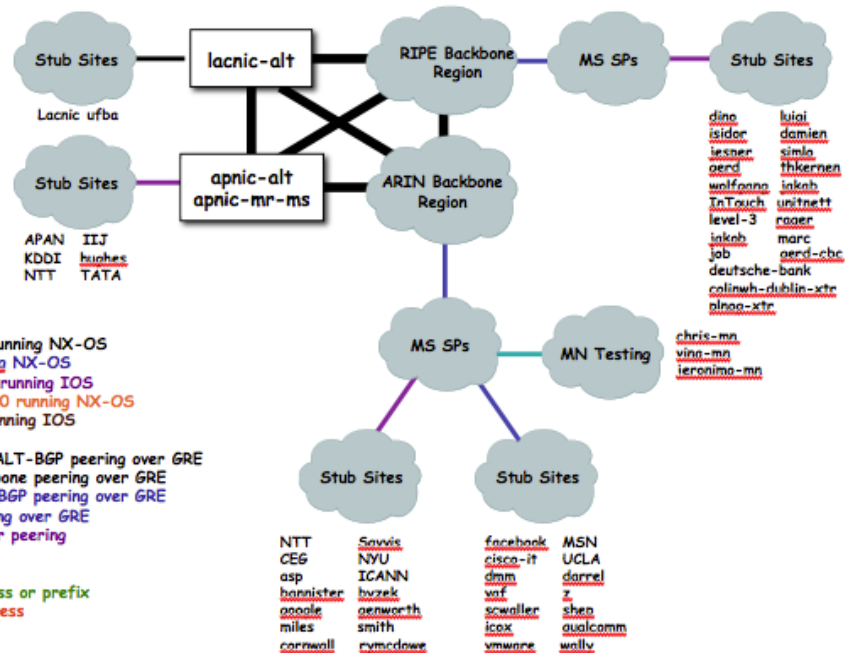 Stub Sites
lacnic-alt
RIPE Backbone
Region
MS SPs
Stub Sites
Lacnic ufba
Stub Sites
apnic-alt
apnic-mr-ms
ARIN Backbone
Region
APAN IIJ
KDDI hughes
NTT TATA
dino luigi
isidor damien
jesper simlo
gerd thkernen
wolfgang jakab
InTouch unitnett
level-3 roger
jakob marc
job gerd-cbc
deutsche-bank
colinwh-dublin-xtr
plnog-xtr
MS SPs
MN Testing
chris-mn
vina-mn
jeronimo-mn
unning NX-OS
g NX-OS
running IOS
0 running NX-OS
nning IOS
ALT-BGP peering over GRE
one peering over GRE
BGP peering over GRE
ng over GRE
r peering
ss or prefix
ess
Stub Sites
Stub Sites
NTT Savvis
CEG NYU
asp ICANN
bannister byzek
google genworth
miles smith
cornwall rymcdowe
facebook MSN
cisco-it UCLA
dmm darrel
vaf z
scwaller shep
icox qualcomm
vmware wally